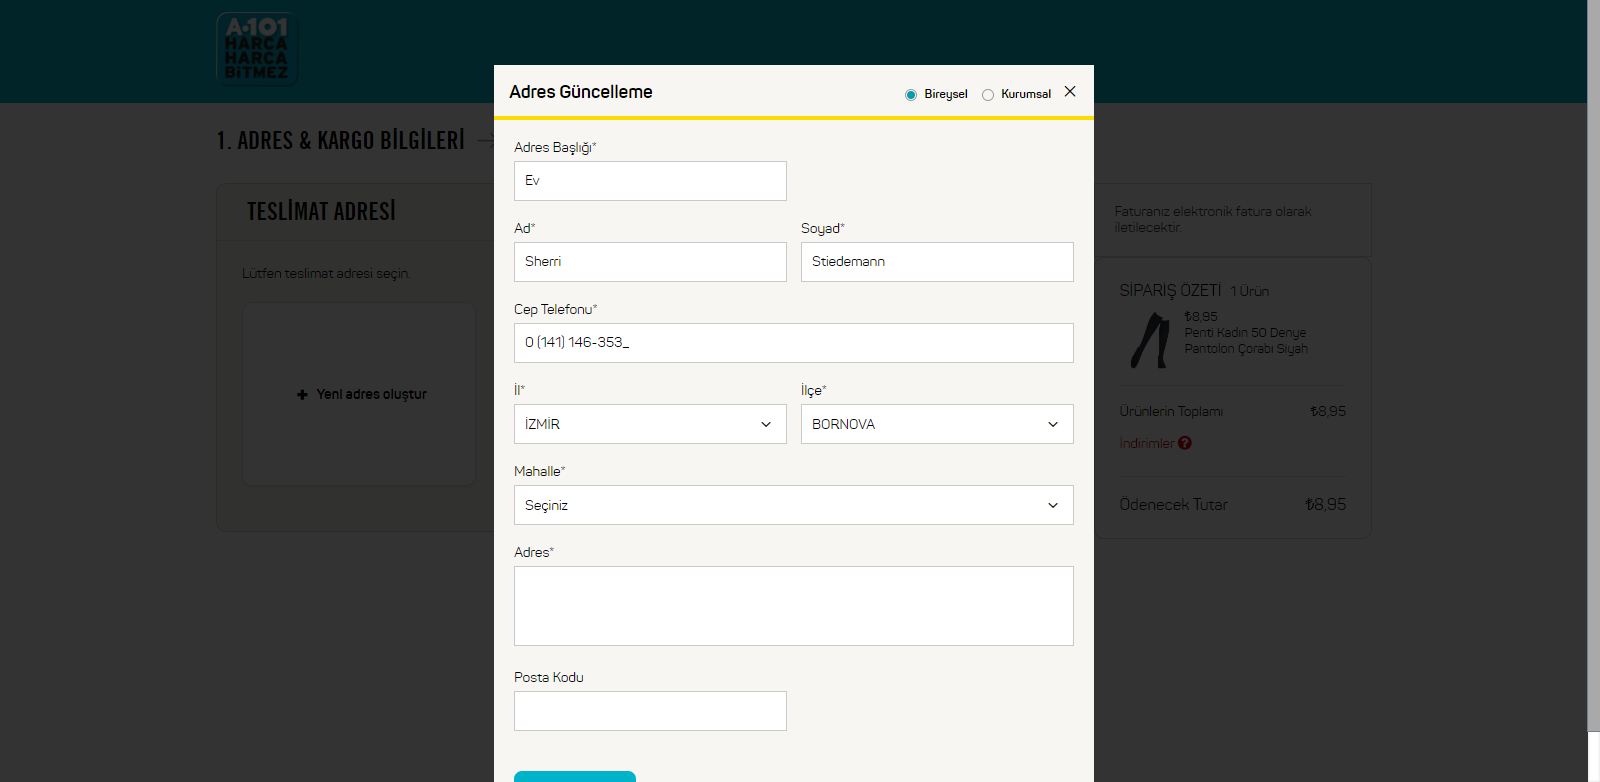 A·101
HARCA
HARCA
BİTMEZ
Adres Güncelleme
Bireysel
Kurumsal
1. ADRES & KARGO BİLGİLERİ
TESLİMAT ADRESİ
Lütfen teslimat adresi seçin.
Yeni adres oluştur
Adres Başlığı*
Ev
Ad*
Soyad*
Sherri
Stiedemann
Cep Telefonu*
0 (141) 146-353_
İl*
İlçe*
İZMİR
BORNOVA
Mahalle*
Seçiniz
Adres*
Posta Kodu
Faturanız elektronik fatura olarak
iletilecektir.
SİPARİŞ ÖZETİ 1 Ürün
₺8,95
Penti Kadın 50 Denye
Pantolon Çorabı Siyah
Ürünlerin Toplamı ₺8,95
İndirimler ?
Ödenecek Tutar ₺8,95